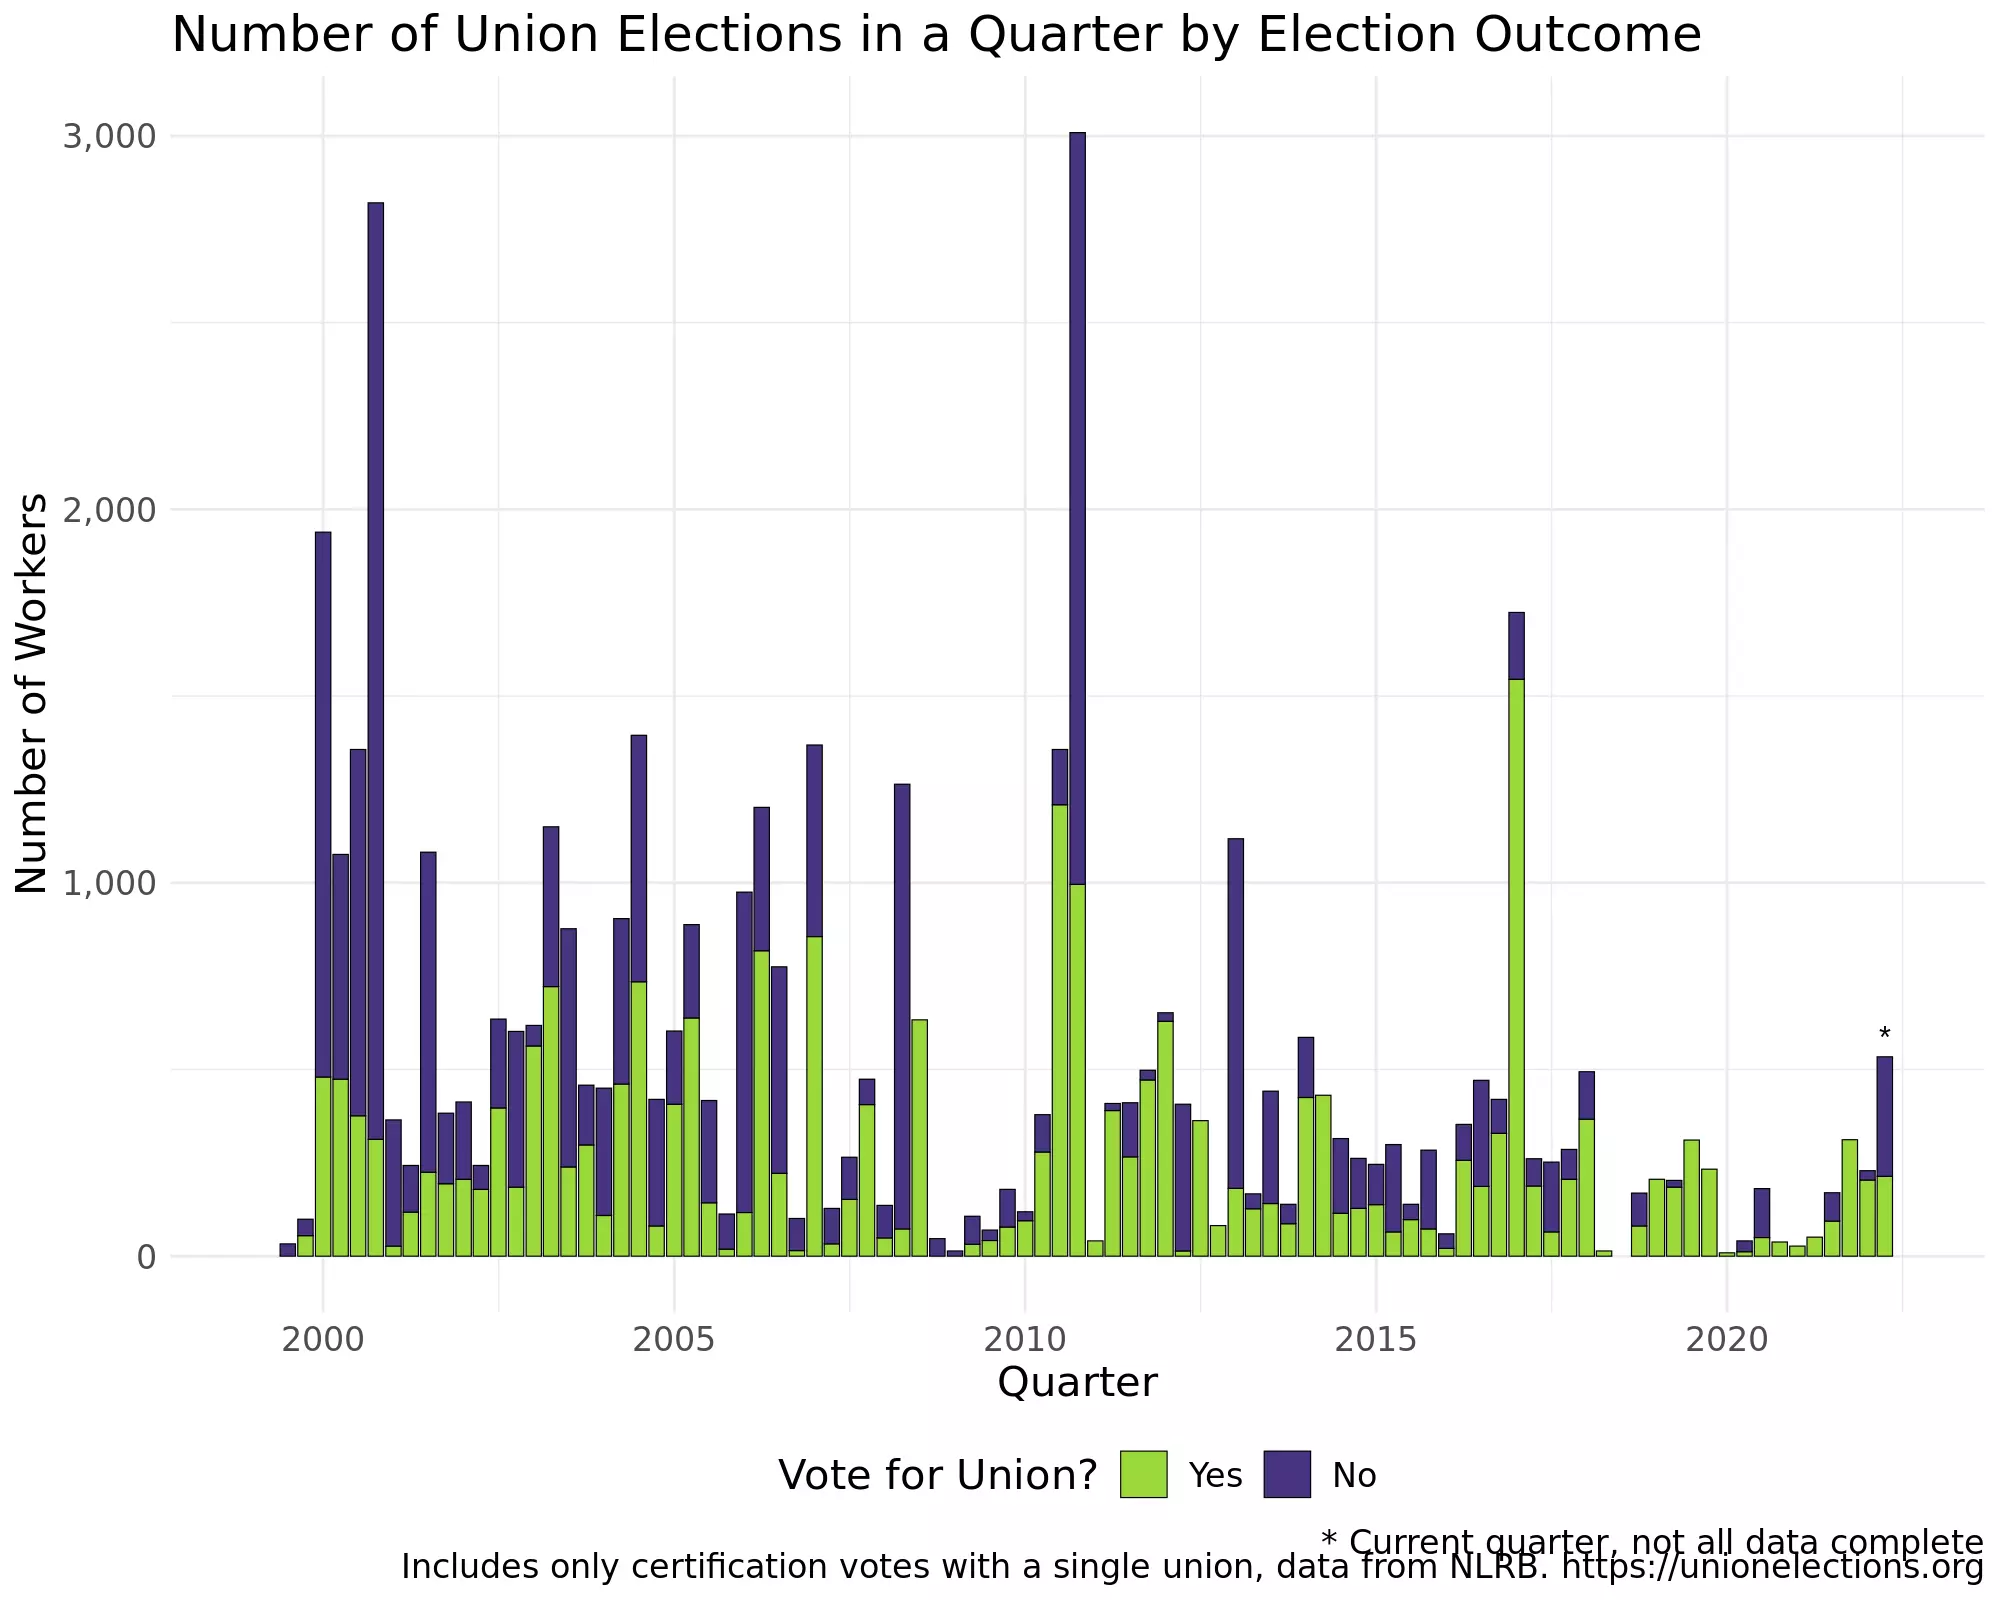 Number of Union Elections in a Quarter by Election Outcome
Number of Workers
3,000
2,000
1,000
0
*
2000 2005 2010 2015 2020
Quarter
Vote for Union? Yes No
* Current quarter, not all data complete
Includes only certification votes with a single union, data from NLRB. https://unionelections.org